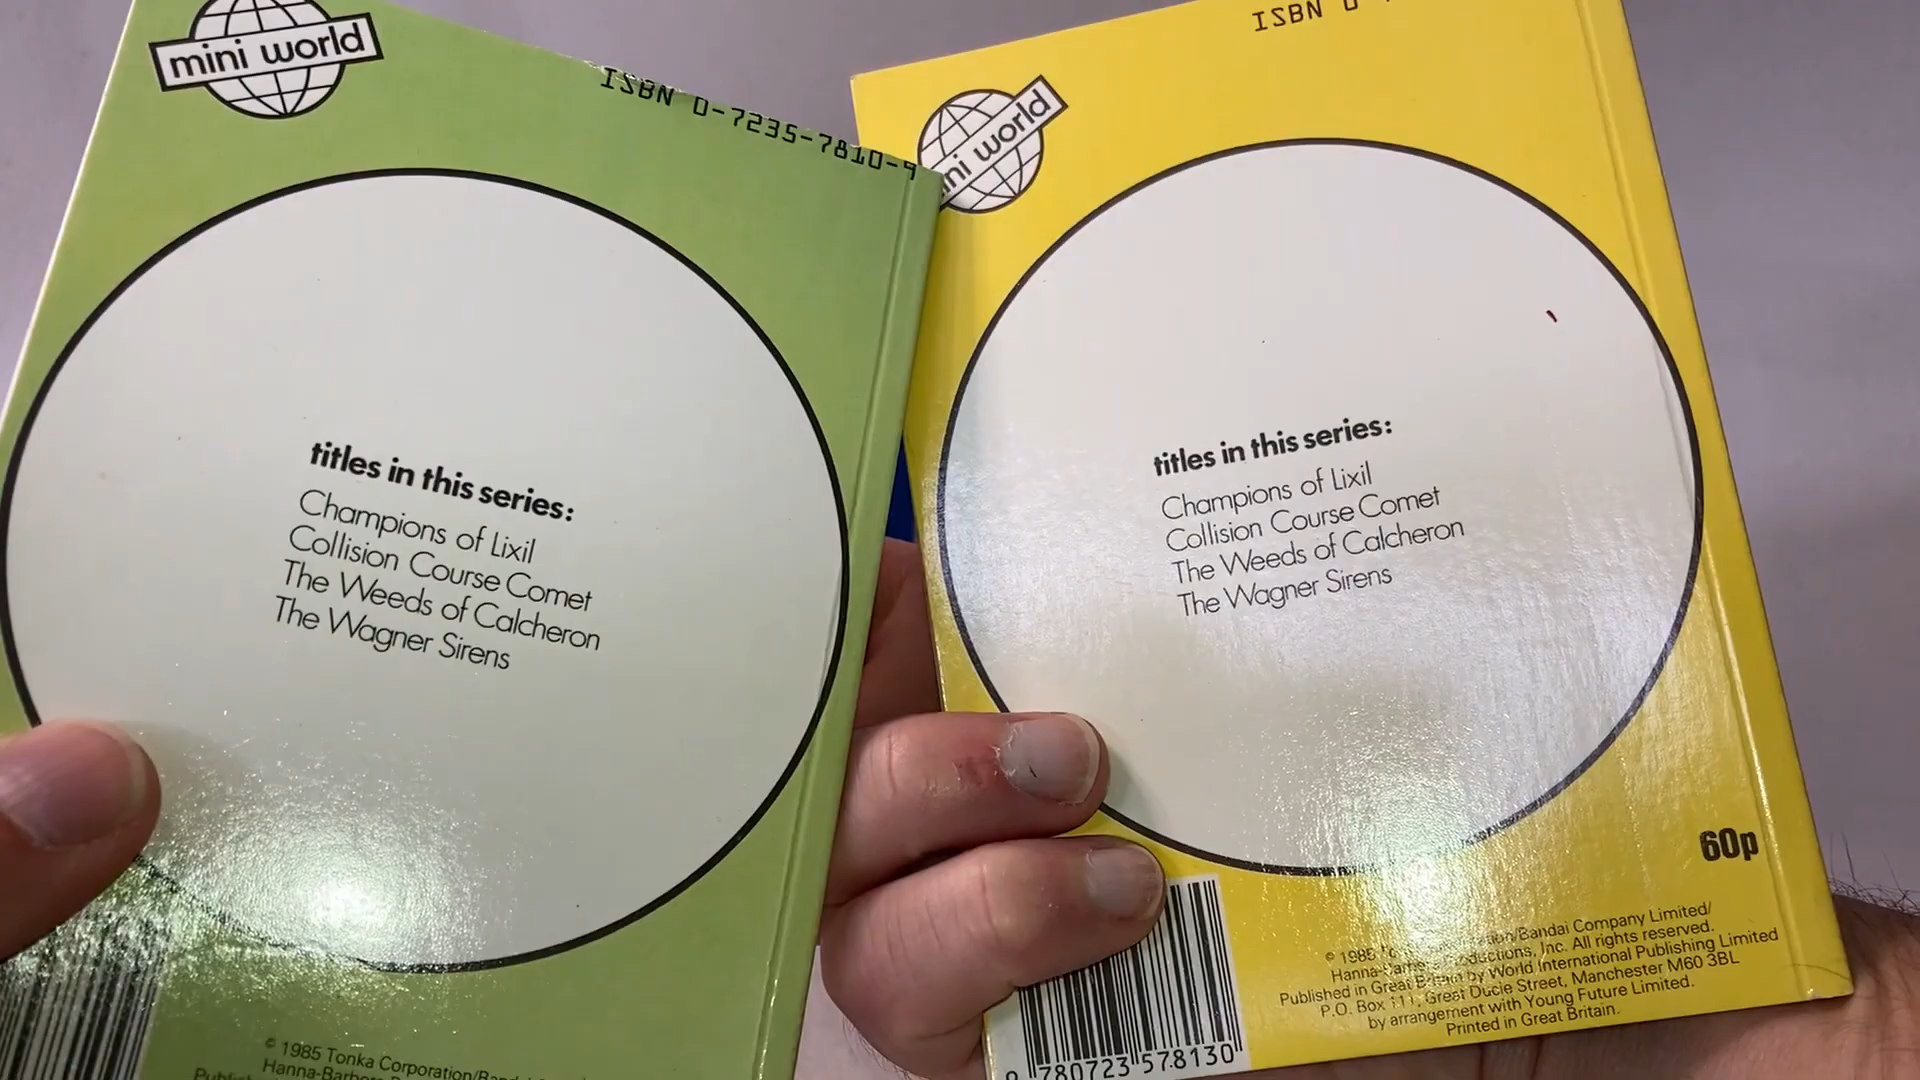 mini world
ISBN 0-7235-7810-9
titles in this series:
Champions of Lixil
Collision Course Comet
The Weeds of Calcheron
The Wagner Sirens
© 1985 Tonka Corporation/
ISBN 0
world
titles in this series:
Champions of Lixil
Collision Course Comet
The Weeds of Calcheron
The Wagner Sirens
60p
© 1985 /Bandai Company Limited/
Productions, Inc. All rights reserved.
Published in Great Britain by World International Publishing Limited
P.O. Box 111, Great Ducie Street, Manchester M60 3BL
by arrangement with Young Future Limited.
Printed in Great Britain.
9 780723 578130